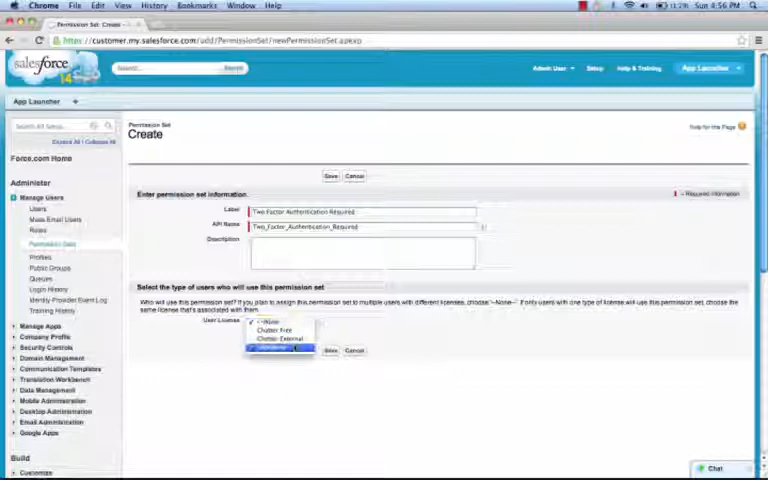 Chrome File Edit View History Bookmarks Window Help Sun 4:56 PM
Permission Set: Create
https://customer.my.salesforce.com/udd/PermissionSet/newPermissionSet.apexp
salesforce
14
Search...
Search
Admin User
Setup
Help & Training
App Launcher
App Launcher +
Search All Setup...
Expand All | Collapse All
Force.com Home
Administer
Manage Users
Users
Mass Email Users
Roles
Permission Sets
Profiles
Public Groups
Queues
Login History
Identity Provider Event Log
Training History
Manage Apps
Company Profile
Security Controls
Domain Management
Communication Templates
Translation Workbench
Data Management
Mobile Administration
Desktop Administration
Email Administration
Google Apps
Build
Customize
Permission Set
Create
Help for this Page
Save Cancel
Enter permission set information
= Required Information
Label Two Factor Authentication Required
API Name Two_Factor_Authentication_Required
Description
Select the type of users who will use this permission set
Who will use this permission set? If you plan to assign this permission set to multiple users with different licenses, choose '--None--'. If only users with one type of license will use this permission set, choose the
same license that's associated with them.
User License
--None--
Chatter Free
Chatter External
Save Cancel
Chat